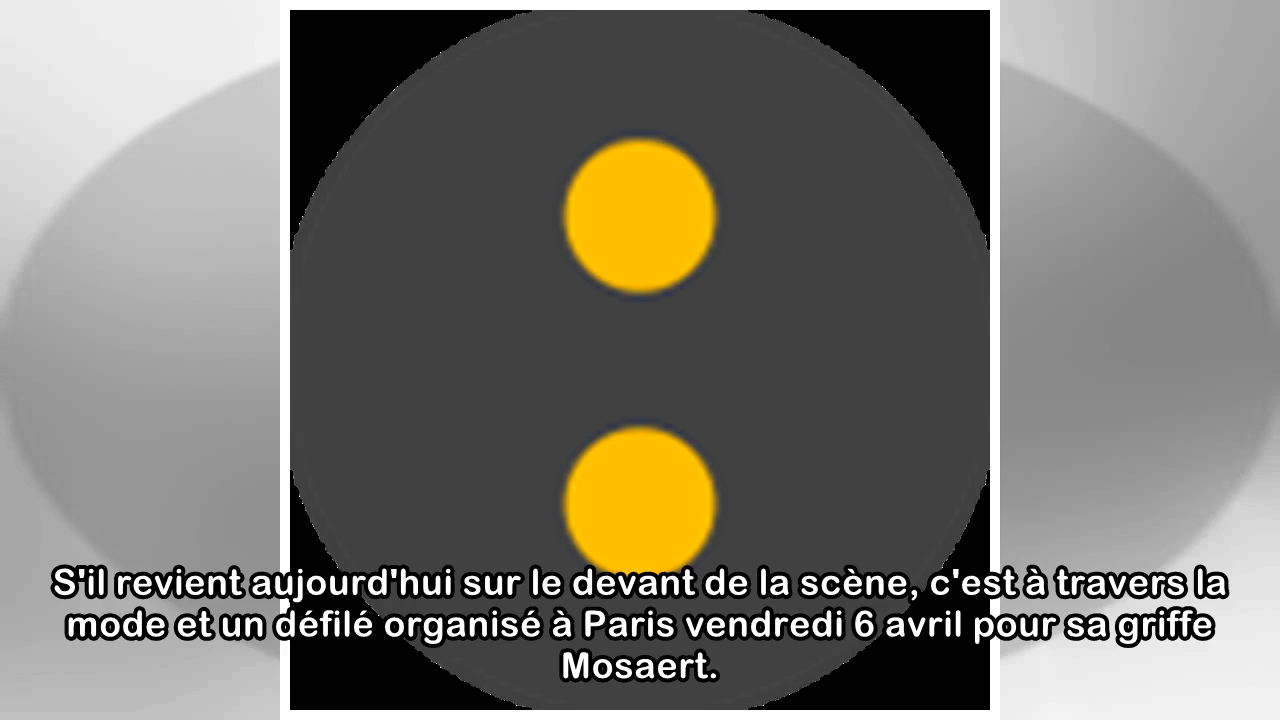 S'il revient aujourd'hui sur le devant de la scène, c'est à travers la
mode et un défilé organisé à Paris vendredi 6 avril pour sa griffe
Mosaert.